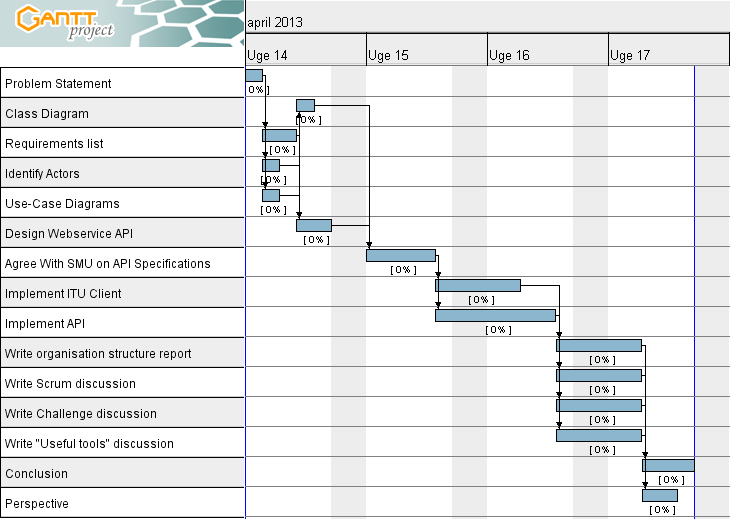 GANTT
project
april 2013
Uge 14 Uge 15 Uge 16 Uge 17
Problem Statement
[ 0% ]
Class Diagram
[ 0% ]
Requirements list
[ 0% ]
Identify Actors
[ 0% ]
Use-Case Diagrams
[ 0% ]
Design Webservice API
[ 0% ]
Agree With SMU on API Specifications
[ 0% ]
Implement ITU Client
[ 0% ]
Implement API
[ 0% ]
Write organisation structure report
[ 0% ]
Write Scrum discussion
[ 0% ]
Write Challenge discussion
[ 0% ]
Write "Useful tools" discussion
[ 0% ]
Conclusion
[ 0% ]
Perspective
[ 0% ]